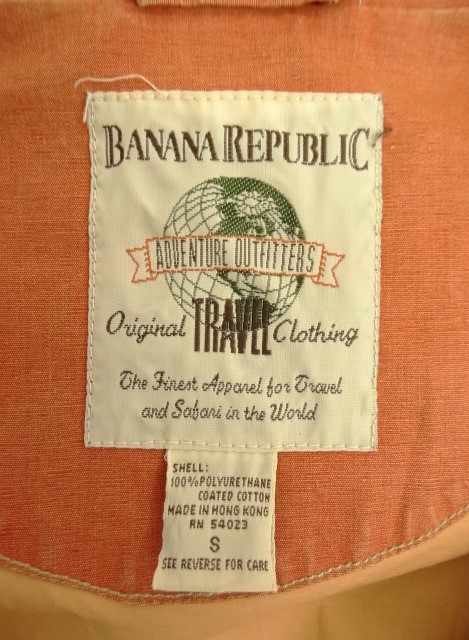 BANANA REPUBLIC
ADVENTURE OUTFITTERS
Original TRAVEL Clothing
The Finest Apparel for Travel
and Safari in the World
SHELL:
100% POLYURETHANE
COATED COTTON
MADE IN HONG KONG
RN 54023
S
SEE REVERSE FOR CARE